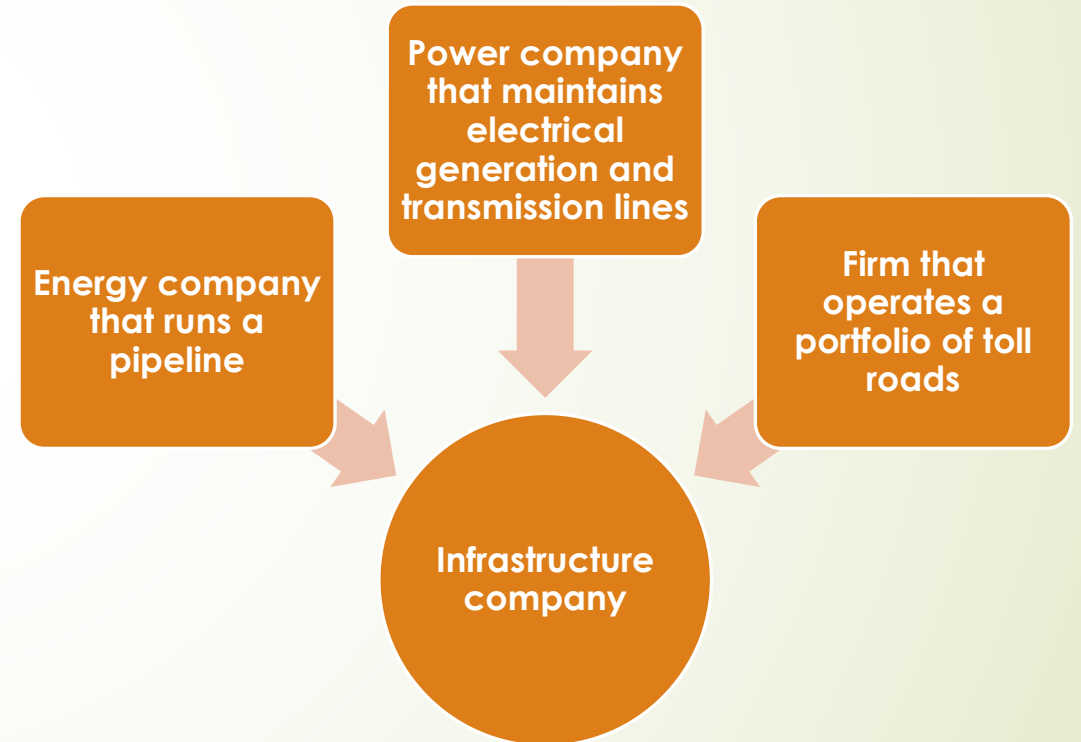 Power company
that maintains
electrical
generation and
transmission lines
Energy company
that runs a
pipeline
Firm that
operates a
portfolio of toll
roads
Infrastructure
company